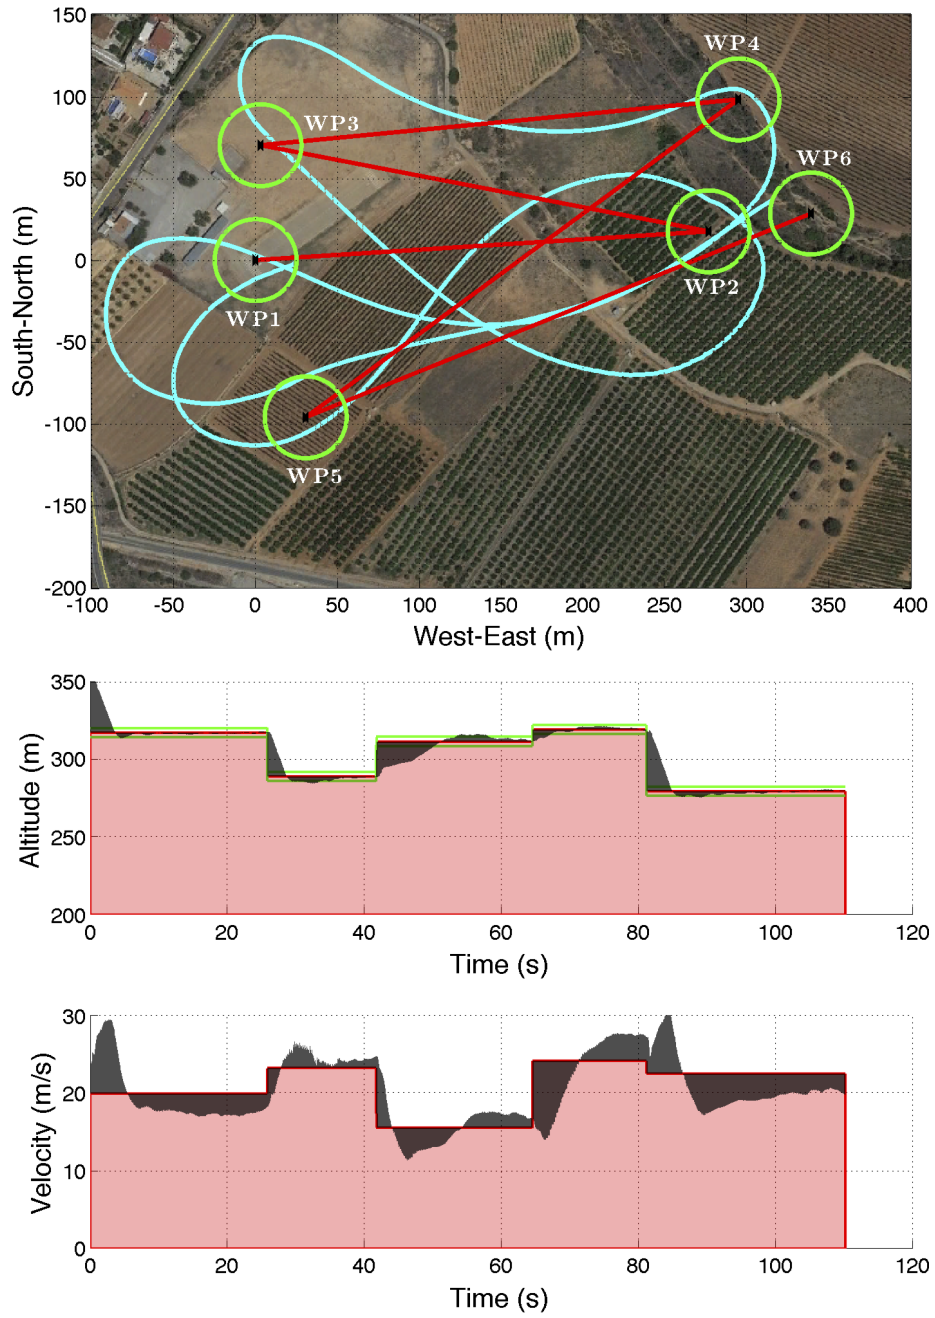 150
WP4
100
WP3
WP6
50
0
WP1
WP2
-50
-100
WP5
-150
-200
South-North (m)
-100 -50 0 50 100 150 200 250 300 350 400
West-East (m)
350
300
250
200
Altitude (m)
0 20 40 60 80 100 120
Time (s)
30
20
10
0
Velocity (m/s)
0 20 40 60 80 100 120
Time (s)